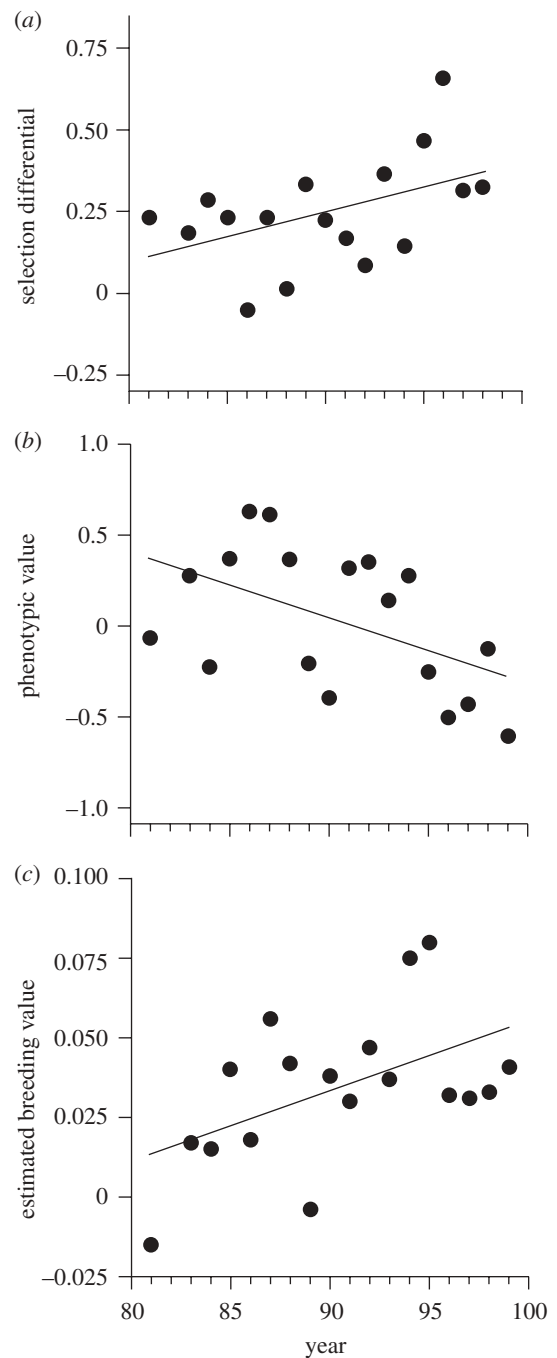 (a)
0.75
0.50
0.25
0
–0.25
selection differential
(b)
1.0
0.5
0
–0.5
–1.0
phenotypic value
(c)
0.100
0.075
0.050
0.025
0
–0.025
estimated breeding value
80 85 90 95 100
year